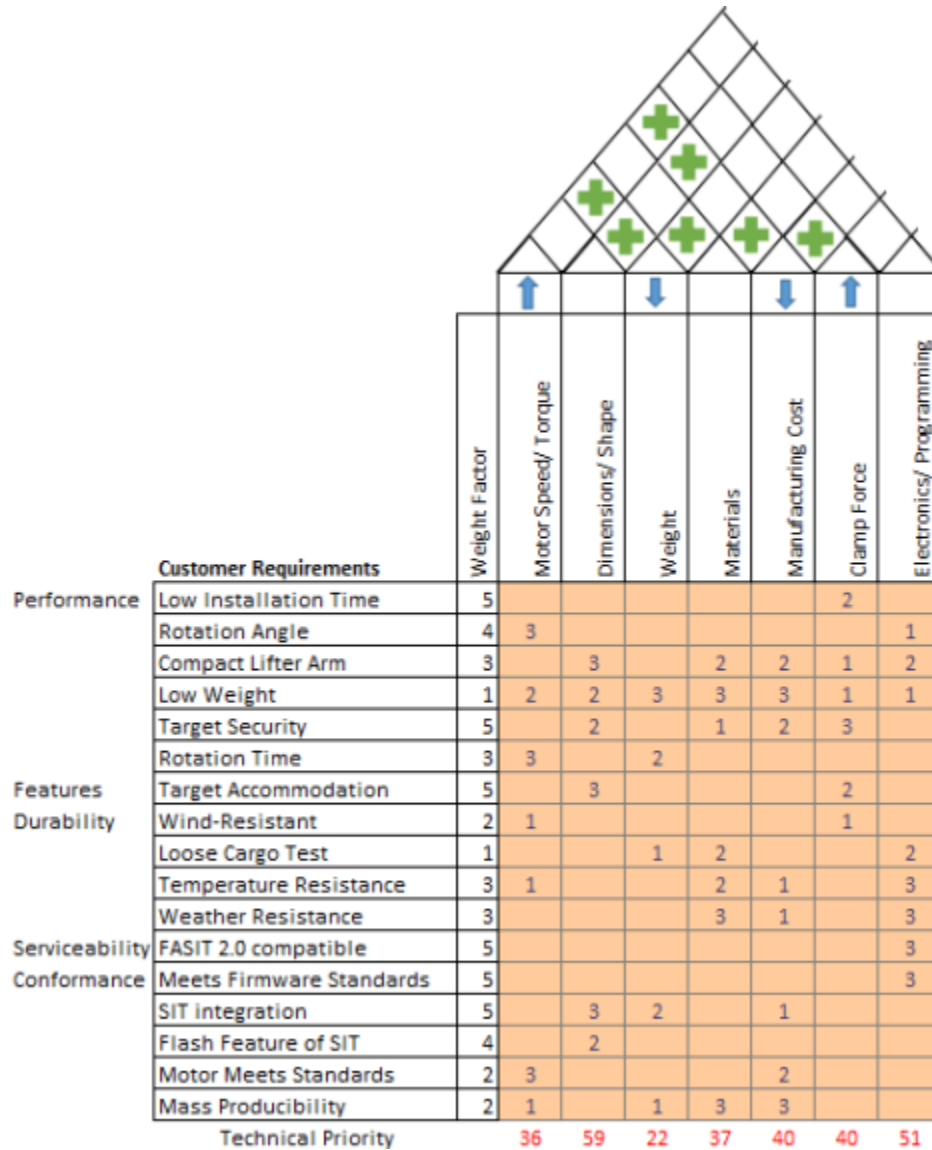 Weight Factor
Motor Speed/ Torque
Dimensions/ Shape
Weight
Materials
Manufacturing Cost
Clamp Force
Electronics/ Programming
Customer Requirements
Performance Low Installation Time 5 2
Rotation Angle 4 3 1
Compact Lifter Arm 3 3 2 2 1 2
Low Weight 1 2 2 3 3 3 1 1
Target Security 5 2 1 2 3
Rotation Time 3 3 2
Features Target Accommodation 5 3 2
Durability Wind-Resistant 2 1 1
Loose Cargo Test 1 1 2 2
Temperature Resistance 3 1 2 1 3
Weather Resistance 3 3 1 3
Serviceability FASIT 2.0 compatible 5 3
Conformance Meets Firmware Standards 5 3
SIT integration 5 3 2 1
Flash Feature of SIT 4 2
Motor Meets Standards 2 3 2
Mass Producibility 2 1 1 3 3
Technical Priority 36 59 22 37 40 40 51